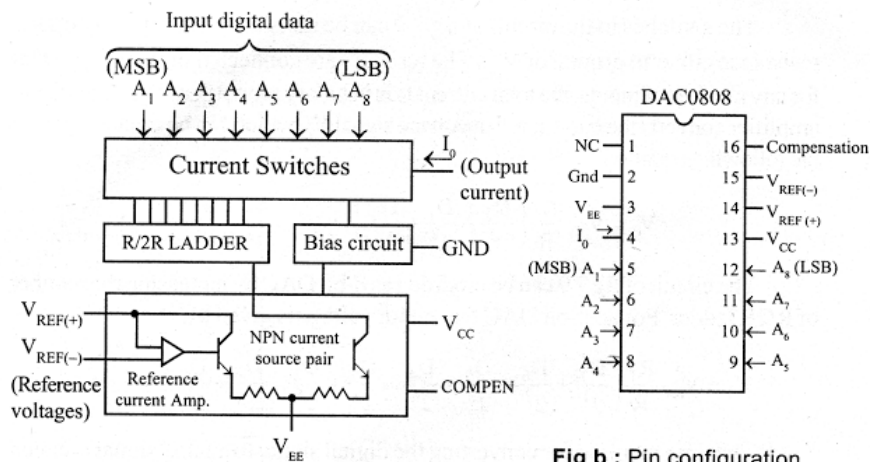 Input digital data
(MSB) (LSB)
A1 A2 A3 A4 A5 A6 A7 A8
Current Switches
I0
(Output current)
R/2R LADDER
Bias circuit
GND
VREF(+)
VREF(–)
(Reference voltages)
Reference current Amp.
NPN current source pair
VCC
COMPEN
VEE
DAC0808
NC 1 16 Compensation
Gnd 2 15 VREF(–)
VEE 3 14 VREF (+)
I0 4 13 VCC
(MSB) A1 5 12 A8 (LSB)
A2 6 11 A7
A3 7 10 A6
A4 8 9 A5
Fig b : Pin configuration